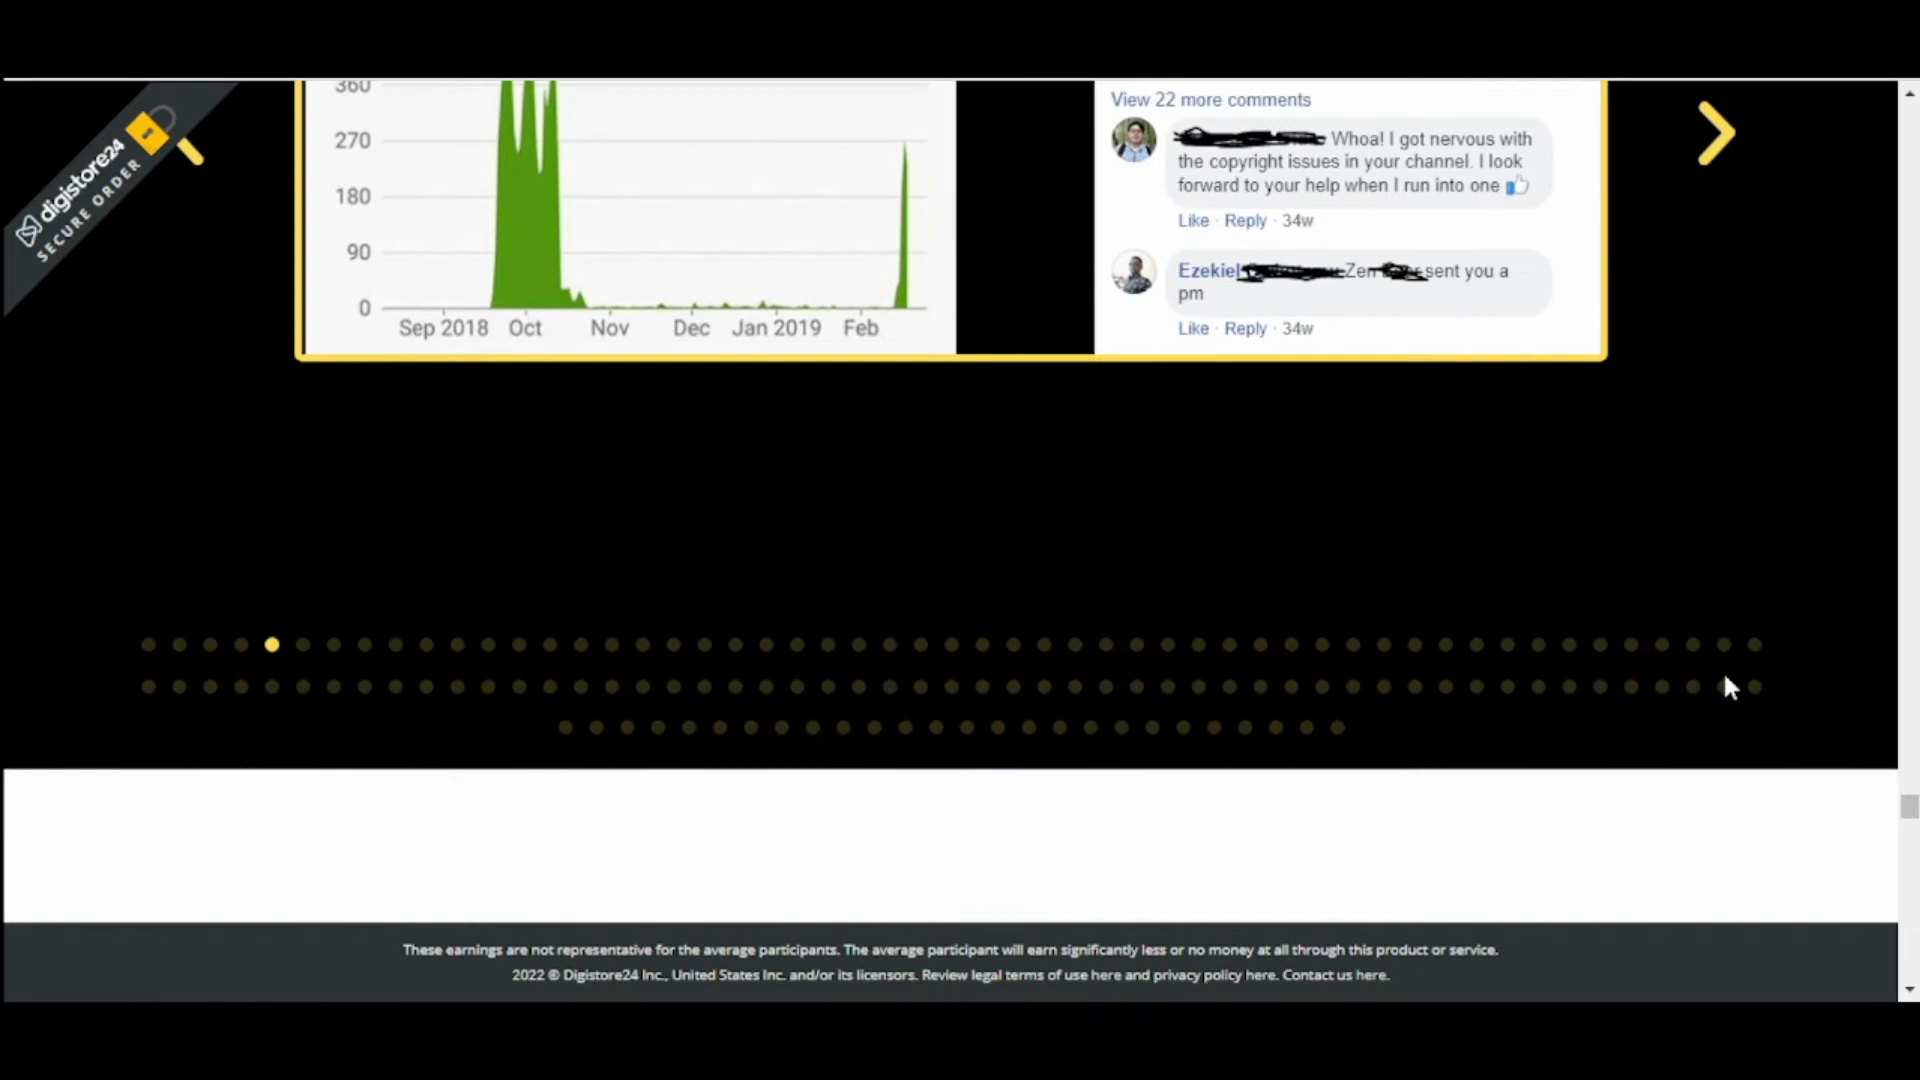 360
270
180
90
0
Sep 2018 Oct Nov Dec Jan 2019 Feb
digistore24
SECURE ORDER
View 22 more comments
Whoa! I got nervous with
the copyright issues in your channel. I look
forward to your help when I run into one
Like · Reply · 34w
Ezekiel Zen sent you a
pm
Like · Reply · 34w
These earnings are not representative for the average participants. The average participant will earn significantly less or no money at all through this product or service.
2022 © Digistore24 Inc., United States Inc. and/or its licensors. Review legal terms of use here and privacy policy here. Contact us here.